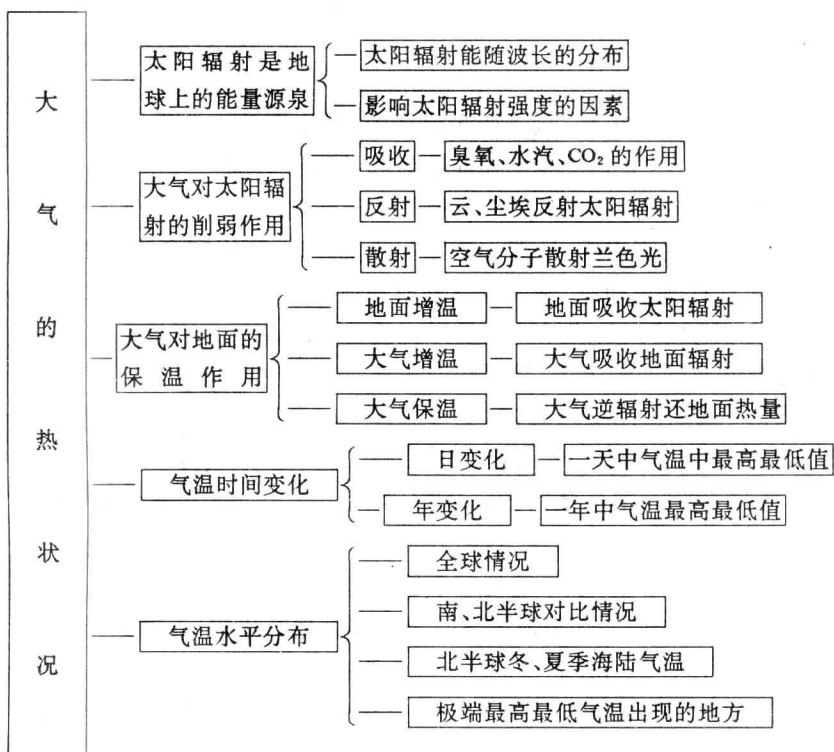 大气的热状况
太阳辐射是地
球上的能量源泉
太阳辐射能随波长的分布
影响太阳辐射强度的因素
大气对太阳辐
射的削弱作用
吸收
臭氧、水汽、CO₂的作用
反射
云、尘埃反射太阳辐射
散射
空气分子散射兰色光
大气对地面的
保温作用
地面增温
地面吸收太阳辐射
大气增温
大气吸收地面辐射
大气保温
大气逆辐射还地面热量
气温时间变化
日变化
一天中气温中最高最低值
年变化
一年中气温最高最低值
气温水平分布
全球情况
南、北半球对比情况
北半球冬、夏季海陆气温
极端最高最低气温出现的地方